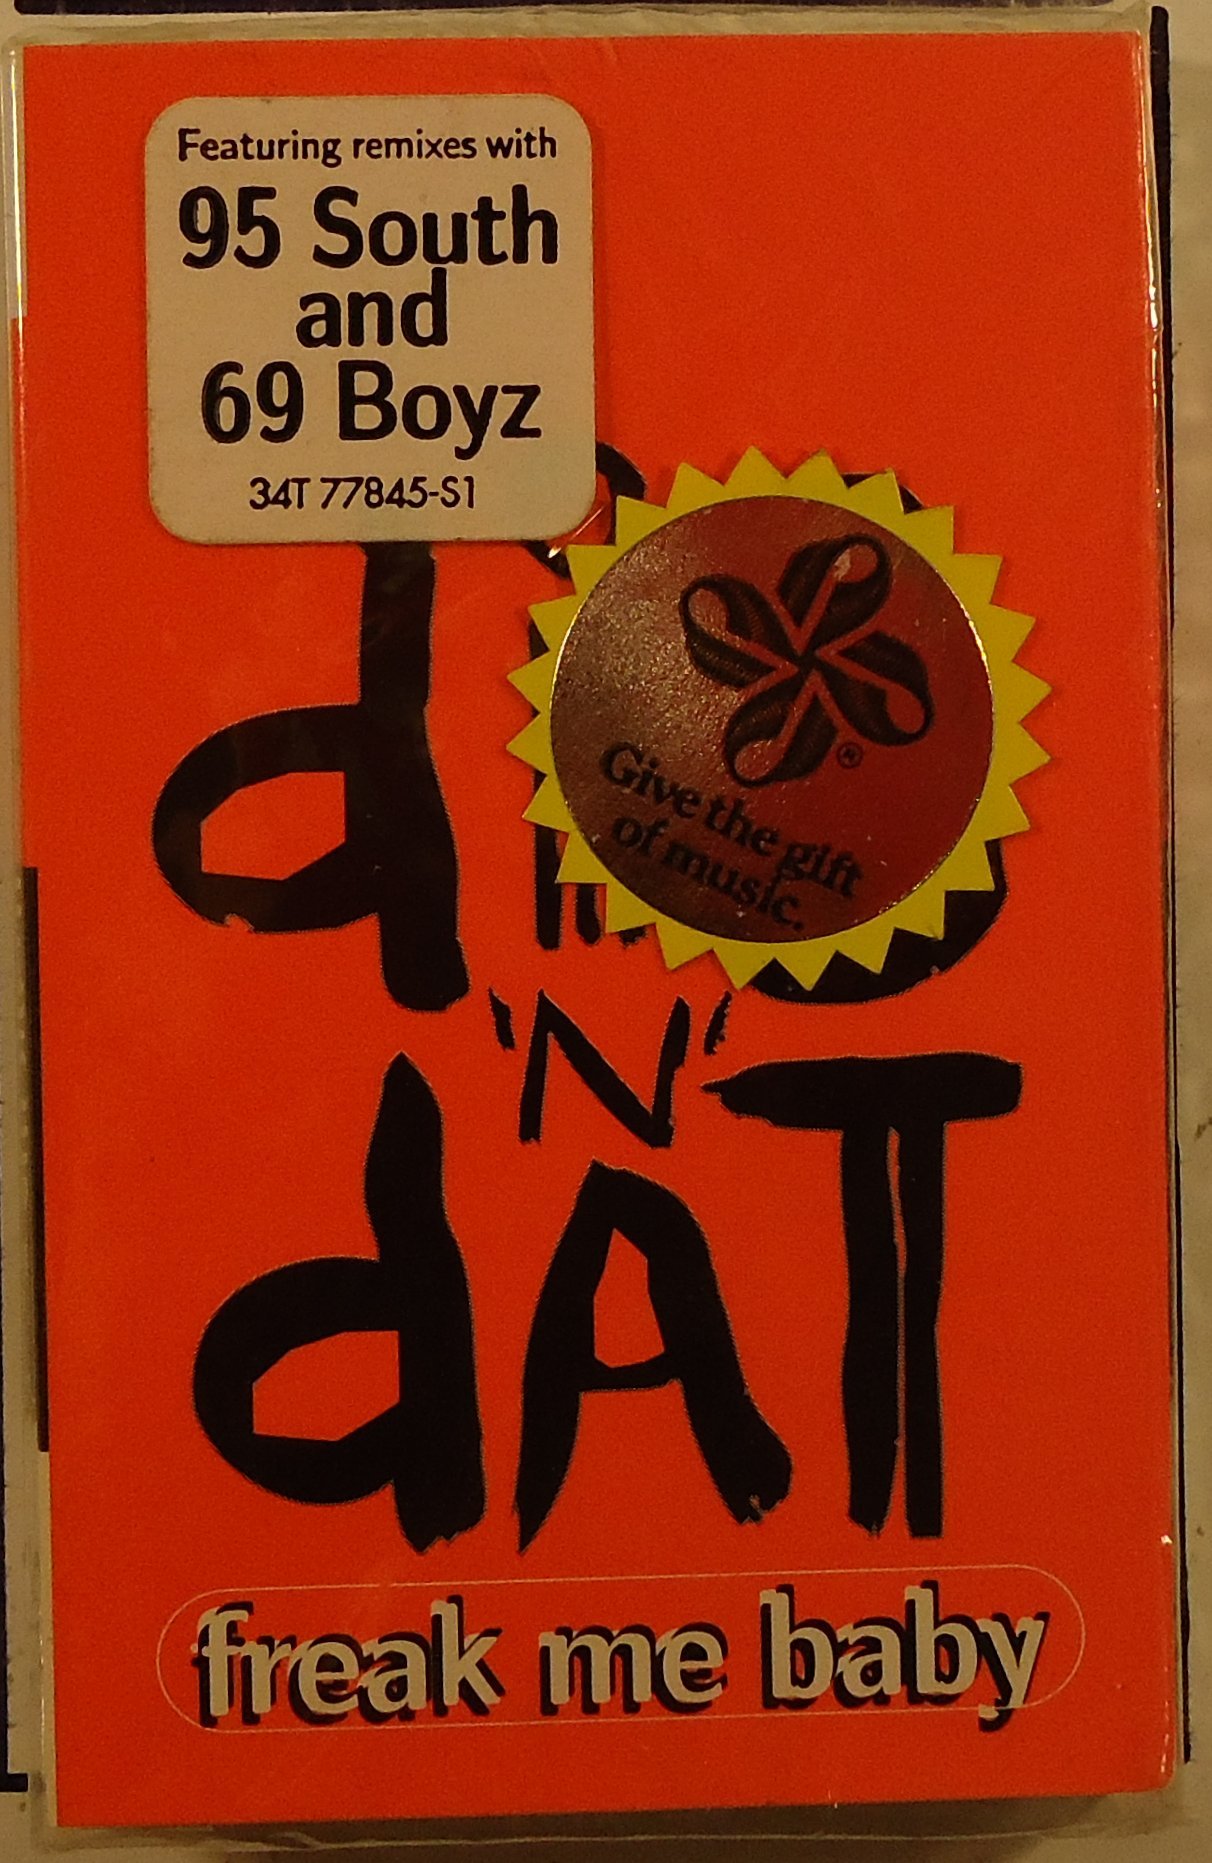 Featuring remixes with
95 South
and
69 Boyz
34T 77845-S1
Give the gift
of music.
®
'N'
dAT
freak me baby